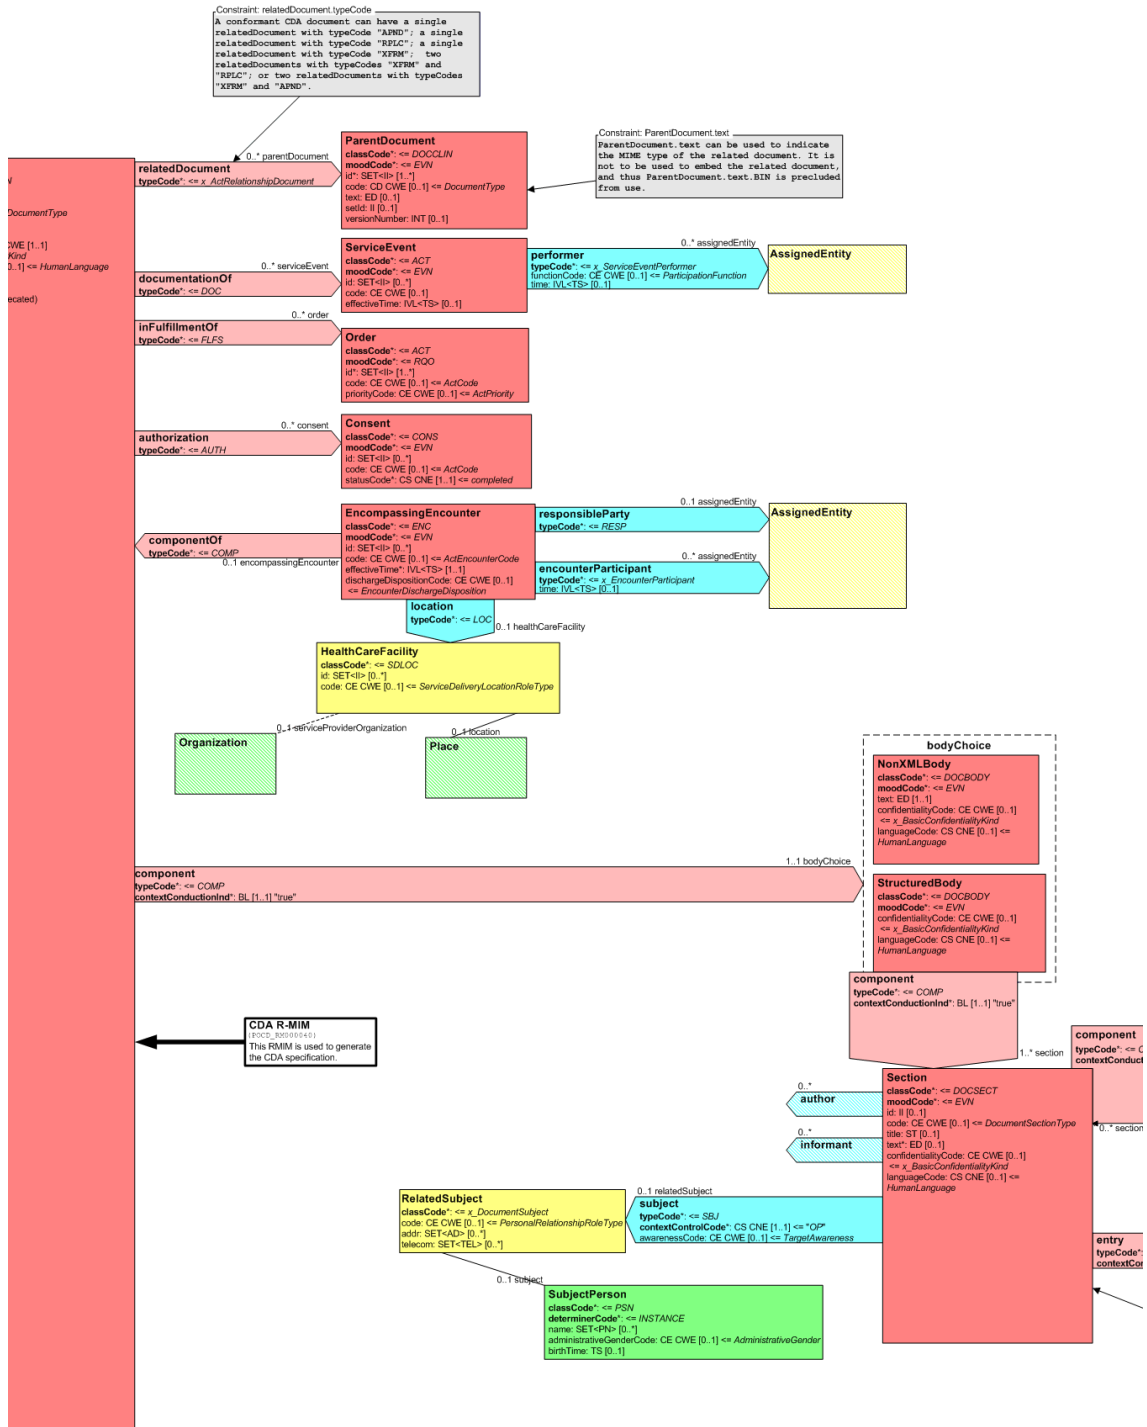 Constraint: relatedDocument.typeCode
A conformant CDA document can have a single
relatedDocument with typeCode "APND"; a single
relatedDocument with typeCode "RPLC"; a single
relatedDocument with typeCode "XFRM";  two
relatedDocuments with typeCodes "XFRM" and
"RPLC"; or two relatedDocuments with typeCodes
"XFRM" and "APND".
Constraint: ParentDocument.text
ParentDocument.text can be used to indicate
the MIME type of the related document. It is
not to be used to embed the related document,
and thus ParentDocument.text.BIN is precluded
from use.
DocumentType
CWE [1..1]
Kind
0..1] <= HumanLanguage
ecated)
0..* parentDocument
relatedDocument
typeCode*: <= x_ActRelationshipDocument
ParentDocument
classCode*: <= DOCCLIN
moodCode*: <= EVN
id*: SET<II> [1..*]
code: CD CWE [0..1] <= DocumentType
text: ED [0..1]
setId: II [0..1]
versionNumber: INT [0..1]
0..* serviceEvent
documentationOf
typeCode*: <= DOC
ServiceEvent
classCode*: <= ACT
moodCode*: <= EVN
id: SET<II> [0..*]
code: CE CWE [0..1]
effectiveTime: IVL<TS> [0..1]
0..* assignedEntity
performer
typeCode*: <= x_ServiceEventPerformer
functionCode: CE CWE [0..1] <= ParticipationFunction
time: IVL<TS> [0..1]
AssignedEntity
0..* order
inFulfillmentOf
typeCode*: <= FLFS
Order
classCode*: <= ACT
moodCode*: <= RQO
id*: SET<II> [1..*]
code: CE CWE [0..1] <= ActCode
priorityCode: CE CWE [0..1] <= ActPriority
0..* consent
authorization
typeCode*: <= AUTH
Consent
classCode*: <= CONS
moodCode*: <= EVN
id: SET<II> [0..*]
code: CE CWE [0..1] <= ActCode
statusCode*: CS CNE [1..1] <= completed
componentOf
typeCode*: <= COMP
0..1 encompassingEncounter
EncompassingEncounter
classCode*: <= ENC
moodCode*: <= EVN
id: SET<II> [0..*]
code: CE CWE [0..1] <= ActEncounterCode
effectiveTime*: IVL<TS> [1..1]
dischargeDispositionCode: CE CWE [0..1]
<= EncounterDischargeDisposition
0..1 assignedEntity
responsibleParty
typeCode*: <= RESP
0..* assignedEntity
encounterParticipant
typeCode*: <= x_EncounterParticipant
time: IVL<TS> [0..1]
AssignedEntity
location
typeCode*: <= LOC
0..1 healthCareFacility
HealthCareFacility
classCode*: <= SDLOC
id: SET<II> [0..*]
code: CE CWE [0..1] <= ServiceDeliveryLocationRoleType
0..1 serviceProviderOrganization
Organization
0..1 location
Place
bodyChoice
NonXMLBody
classCode*: <= DOCBODY
moodCode*: <= EVN
text: ED [1..1]
confidentialityCode: CE CWE [0..1]
<= x_BasicConfidentialityKind
languageCode: CS CNE [0..1] <=
HumanLanguage
1..1 bodyChoice
component
typeCode*: <= COMP
contextConductionInd*: BL [1..1] "true"
StructuredBody
classCode*: <= DOCBODY
moodCode*: <= EVN
confidentialityCode: CE CWE [0..1]
<= x_BasicConfidentialityKind
languageCode: CS CNE [0..1] <=
HumanLanguage
component
typeCode*: <= COMP
contextConductionInd*: BL [1..1] "true"
1..* section
CDA R-MIM
(POCD_RM000040)
This RMIM is used to generate
the CDA specification.
component
typeCode*: <= C
contextConduct
0..* section
Section
classCode*: <= DOCSECT
moodCode*: <= EVN
id: II [0..1]
code: CE CWE [0..1] <= DocumentSectionType
title: ST [0..1]
text*: ED [0..1]
confidentialityCode: CE CWE [0..1]
<= x_BasicConfidentialityKind
languageCode: CS CNE [0..1] <=
HumanLanguage
0..*
author
0..*
informant
0..1 relatedSubject
subject
typeCode*: <= SBJ
contextControlCode*: CS CNE [1..1] <= "OP"
awarenessCode: CE CWE [0..1] <= TargetAwareness
RelatedSubject
classCode*: <= x_DocumentSubject
code: CE CWE [0..1] <= PersonalRelationshipRoleType
addr: SET<AD> [0..*]
telecom: SET<TEL> [0..*]
entry
typeCode*:
contextCon
0..1 subject
SubjectPerson
classCode*: <= PSN
determinerCode*: <= INSTANCE
name: SET<PN> [0..*]
administrativeGenderCode: CE CWE [0..1] <= AdministrativeGender
birthTime: TS [0..1]